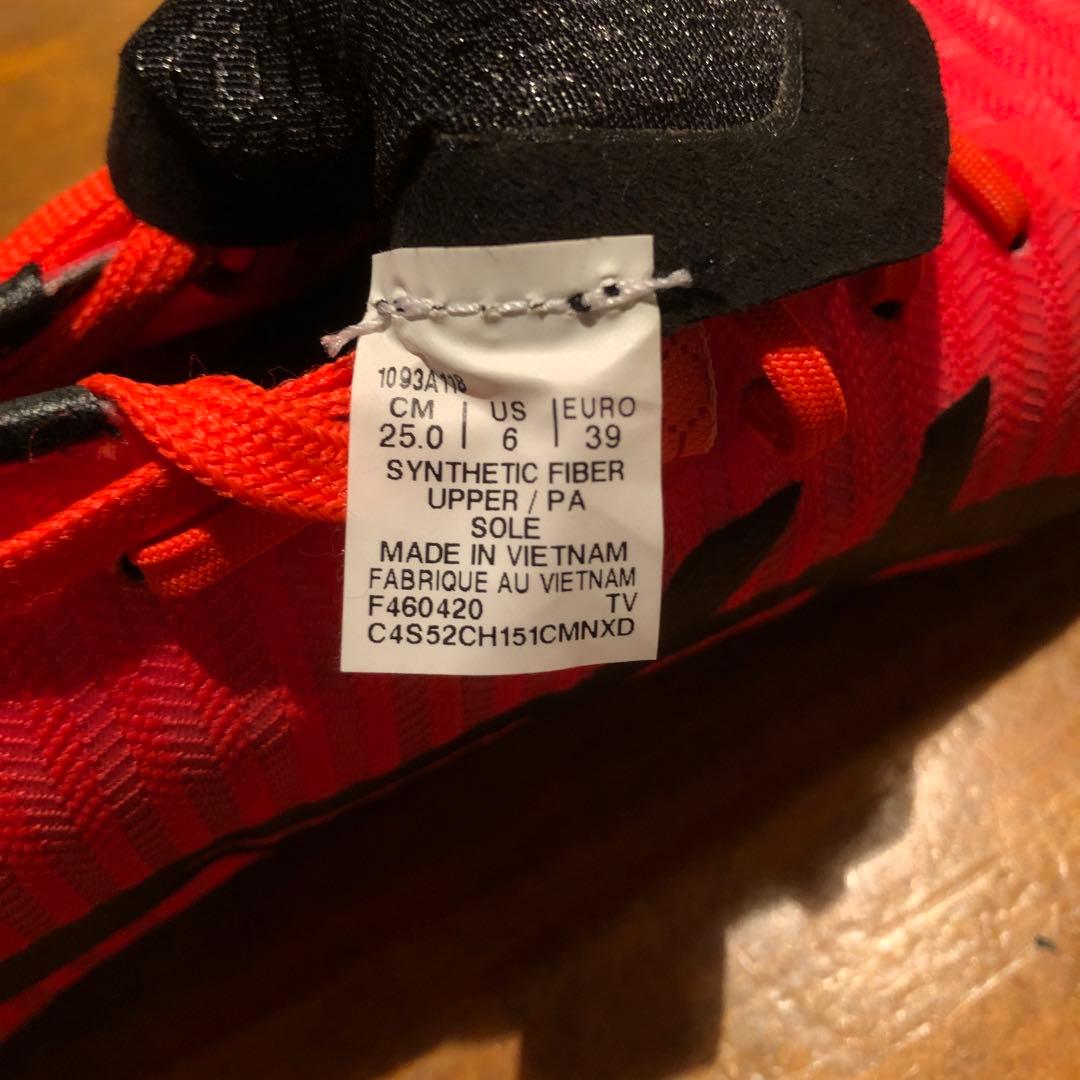 1093A118
CM | US | EURO
25.0 | 6 | 39
SYNTHETIC FIBER
UPPER / PA
SOLE
MADE IN VIETNAM
FABRIQUE AU VIETNAM
F460420 TV
C4S52CH151CMNXD